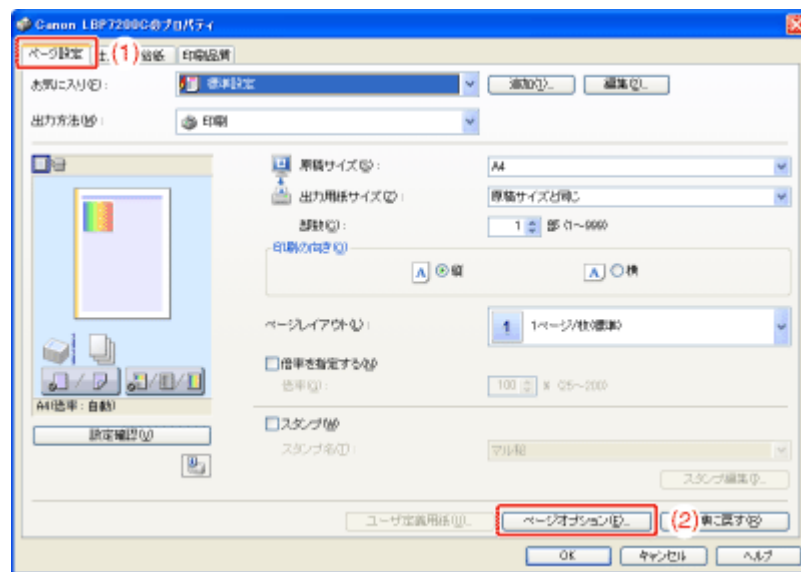 Canon LBP7200Cのプロパティ
ページ設定 (1) 給紙 印刷品質
お気に入り(F): 標準設定 追加(1)... 編集(2)...
出力方法(M): 印刷
原稿サイズ(S): A4
出力用紙サイズ(Z): 原稿サイズと同じ
部数(C): 1 部 (1~999)
印刷の向き(O)
A 縦 A 横
ページレイアウト(L): 1 1ページ/枚(標準)
倍率を指定する(N)
倍率(G): 100 % (25~200)
A4(倍率:自動)
設定確認(V)
スタンプ(W)
スタンプ名(T): マル秘
スタンプ編集
ユーザ定義用紙(U)... ページオプション(E)... (2) 準に戻す(R)
OK キャンセル ヘルプ